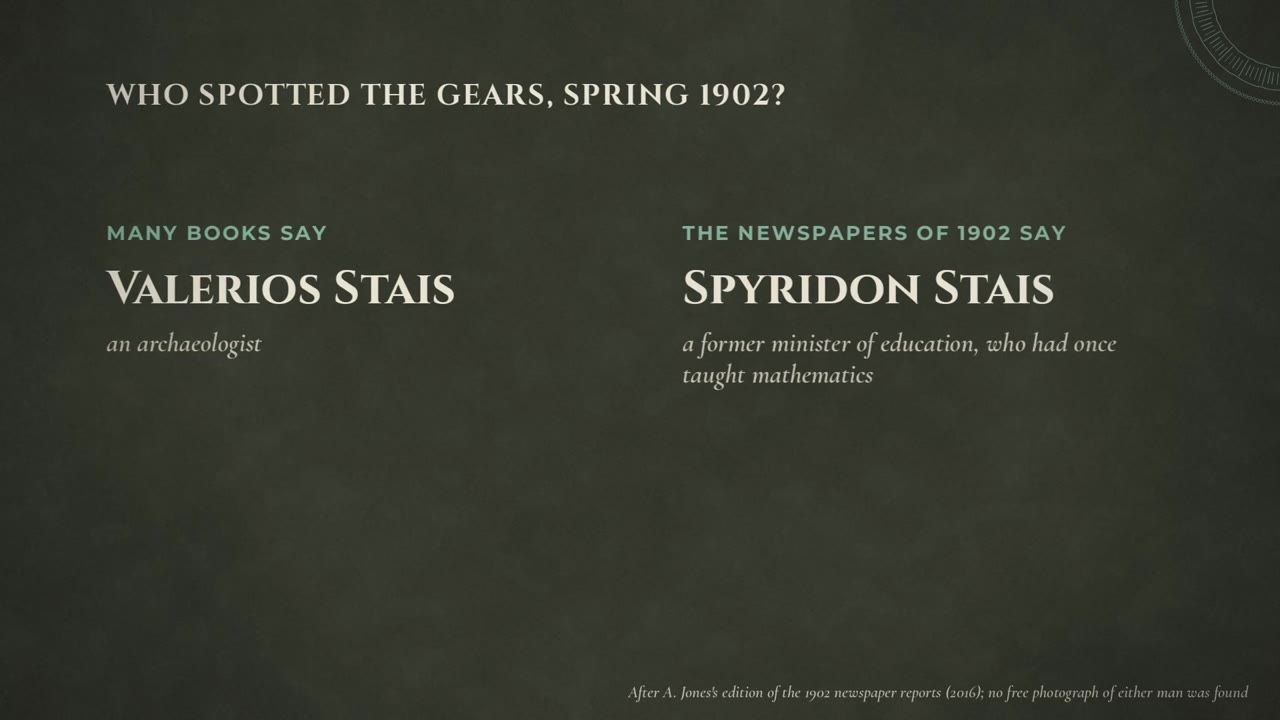 WHO SPOTTED THE GEARS, SPRING 1902?
MANY BOOKS SAY
VALERIOS STAIS
an archaeologist
THE NEWSPAPERS OF 1902 SAY
SPYRIDON STAIS
a former minister of education, who had once
taught mathematics
After A. Jones's edition of the 1902 newspaper reports (2016); no free photograph of either man was found